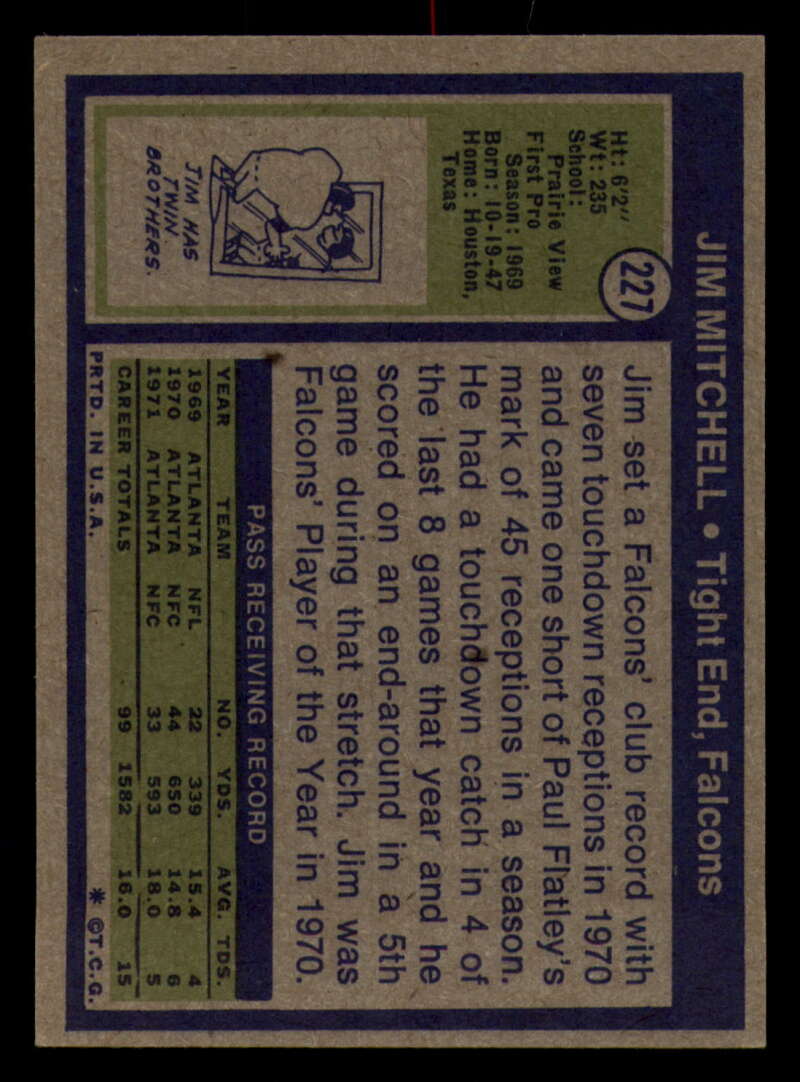 JIM MITCHELL • Tight End, Falcons
227
Ht: 6'2"
Wt: 235
School:
Prairie View
First Pro
Season: 1969
Born: 10-19-47
Home: Houston,
Texas
JIM HAS
TWIN
BROTHERS.
Jim set a Falcons' club record with
seven touchdown receptions in 1970
and came one short of Paul Flatley's
mark of 45 receptions in a season.
He had a touchdown catch in 4 of
the last 8 games that year and he
scored on an end-around in a 5th
game during that stretch. Jim was
Falcons' Player of the Year in 1970.
PASS RECEIVING RECORD
YEAR TEAM NO. YDS. AVG. TDS.
1969 ATLANTA NFL 22 339 15.4 4
1970 ATLANTA NFC 44 650 14.8 6
1971 ATLANTA NFC 33 593 18.0 5
CAREER TOTALS 99 1582 16.0 15
PRTD. IN U.S.A. * ©T.C.G.